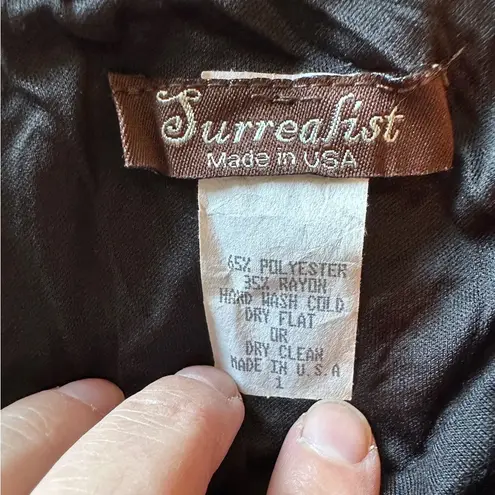 Surrealist
Made in USA
65% POLYESTER
35% RAYON
HAND WASH COLD
DRY FLAT
OR
DRY CLEAN
MADE IN U.S.A
1